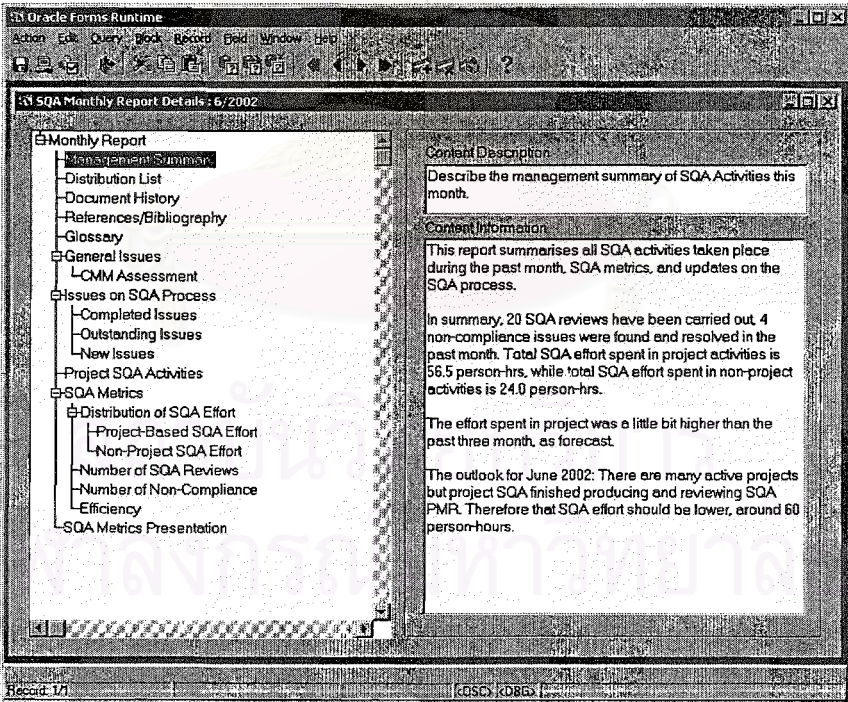 Oracle Forms Runtime
Action Edit Query Block Record Field Window Help
SQA Monthly Report Details : 6/2002
Monthly Report
Management Summary
Distribution List
Document History
References/Bibliography
Glossary
General Issues
CMM Assessment
Issues on SQA Process
Completed Issues
Outstanding Issues
New Issues
Project SQA Activities
SQA Metrics
Distribution of SQA Effort
Project-Based SQA Effort
Non-Project SQA Effort
Number of SQA Reviews
Number of Non-Compliance
Efficiency
SQA Metrics Presentation
Content Description
Describe the management summary of SQA Activities this
month.
Content Information
This report summarises all SQA activities taken place
during the past month, SQA metrics, and updates on the
SQA process.
In summary, 20 SQA reviews have been carried out, 4
non-compliance issues were found and resolved in the
past month. Total SQA effort spent in project activities is
56.5 person-hrs, while total SQA effort spent in non-project
activities is 24.0 person-hrs.
The effort spent in project was a little bit higher than the
past three month, as forecast.
The outlook for June 2002: There are many active projects
but project SQA finished producing and reviewing SQA
PMR. Therefore that SQA effort should be lower, around 60
person-hours.
Record: 1/1
<OSC> <DBG>